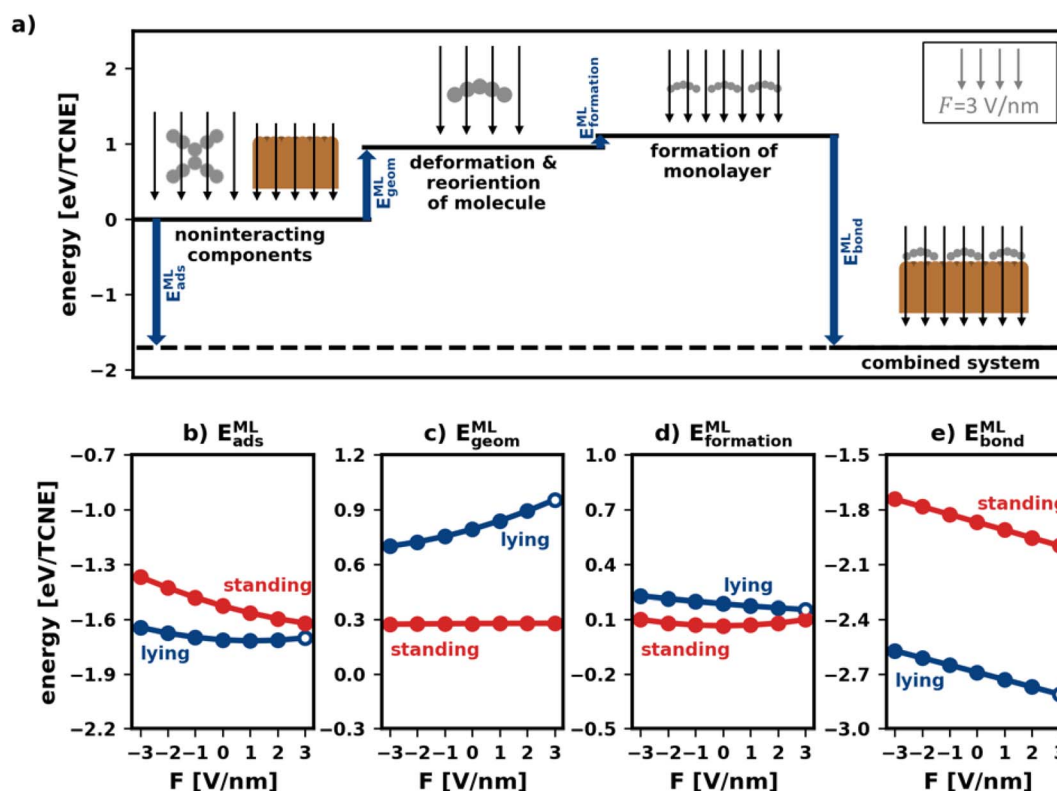 a)
energy [eV/TCNE]
2
1
0
−1
−2
F=3 V/nm
E^ML_ads
noninteracting
components
E^ML_geom
deformation &
reoriention
of molecule
E^ML_formation
formation of
monolayer
E^ML_bond
combined system
b) E^ML_ads
energy [eV/TCNE]
−0.7
−1.0
−1.3
−1.6
−1.9
−2.2
standing
lying
−3 −2 −1 0 1 2 3
F [V/nm]
c) E^ML_geom
1.2
0.9
0.6
0.3
0.0
−0.3
lying
standing
−3 −2 −1 0 1 2 3
F [V/nm]
d) E^ML_formation
1.0
0.7
0.4
0.1
−0.2
−0.5
lying
standing
−3 −2 −1 0 1 2 3
F [V/nm]
e) E^ML_bond
−1.5
−1.8
−2.1
−2.4
−2.7
−3.0
standing
lying
−3 −2 −1 0 1 2 3
F [V/nm]